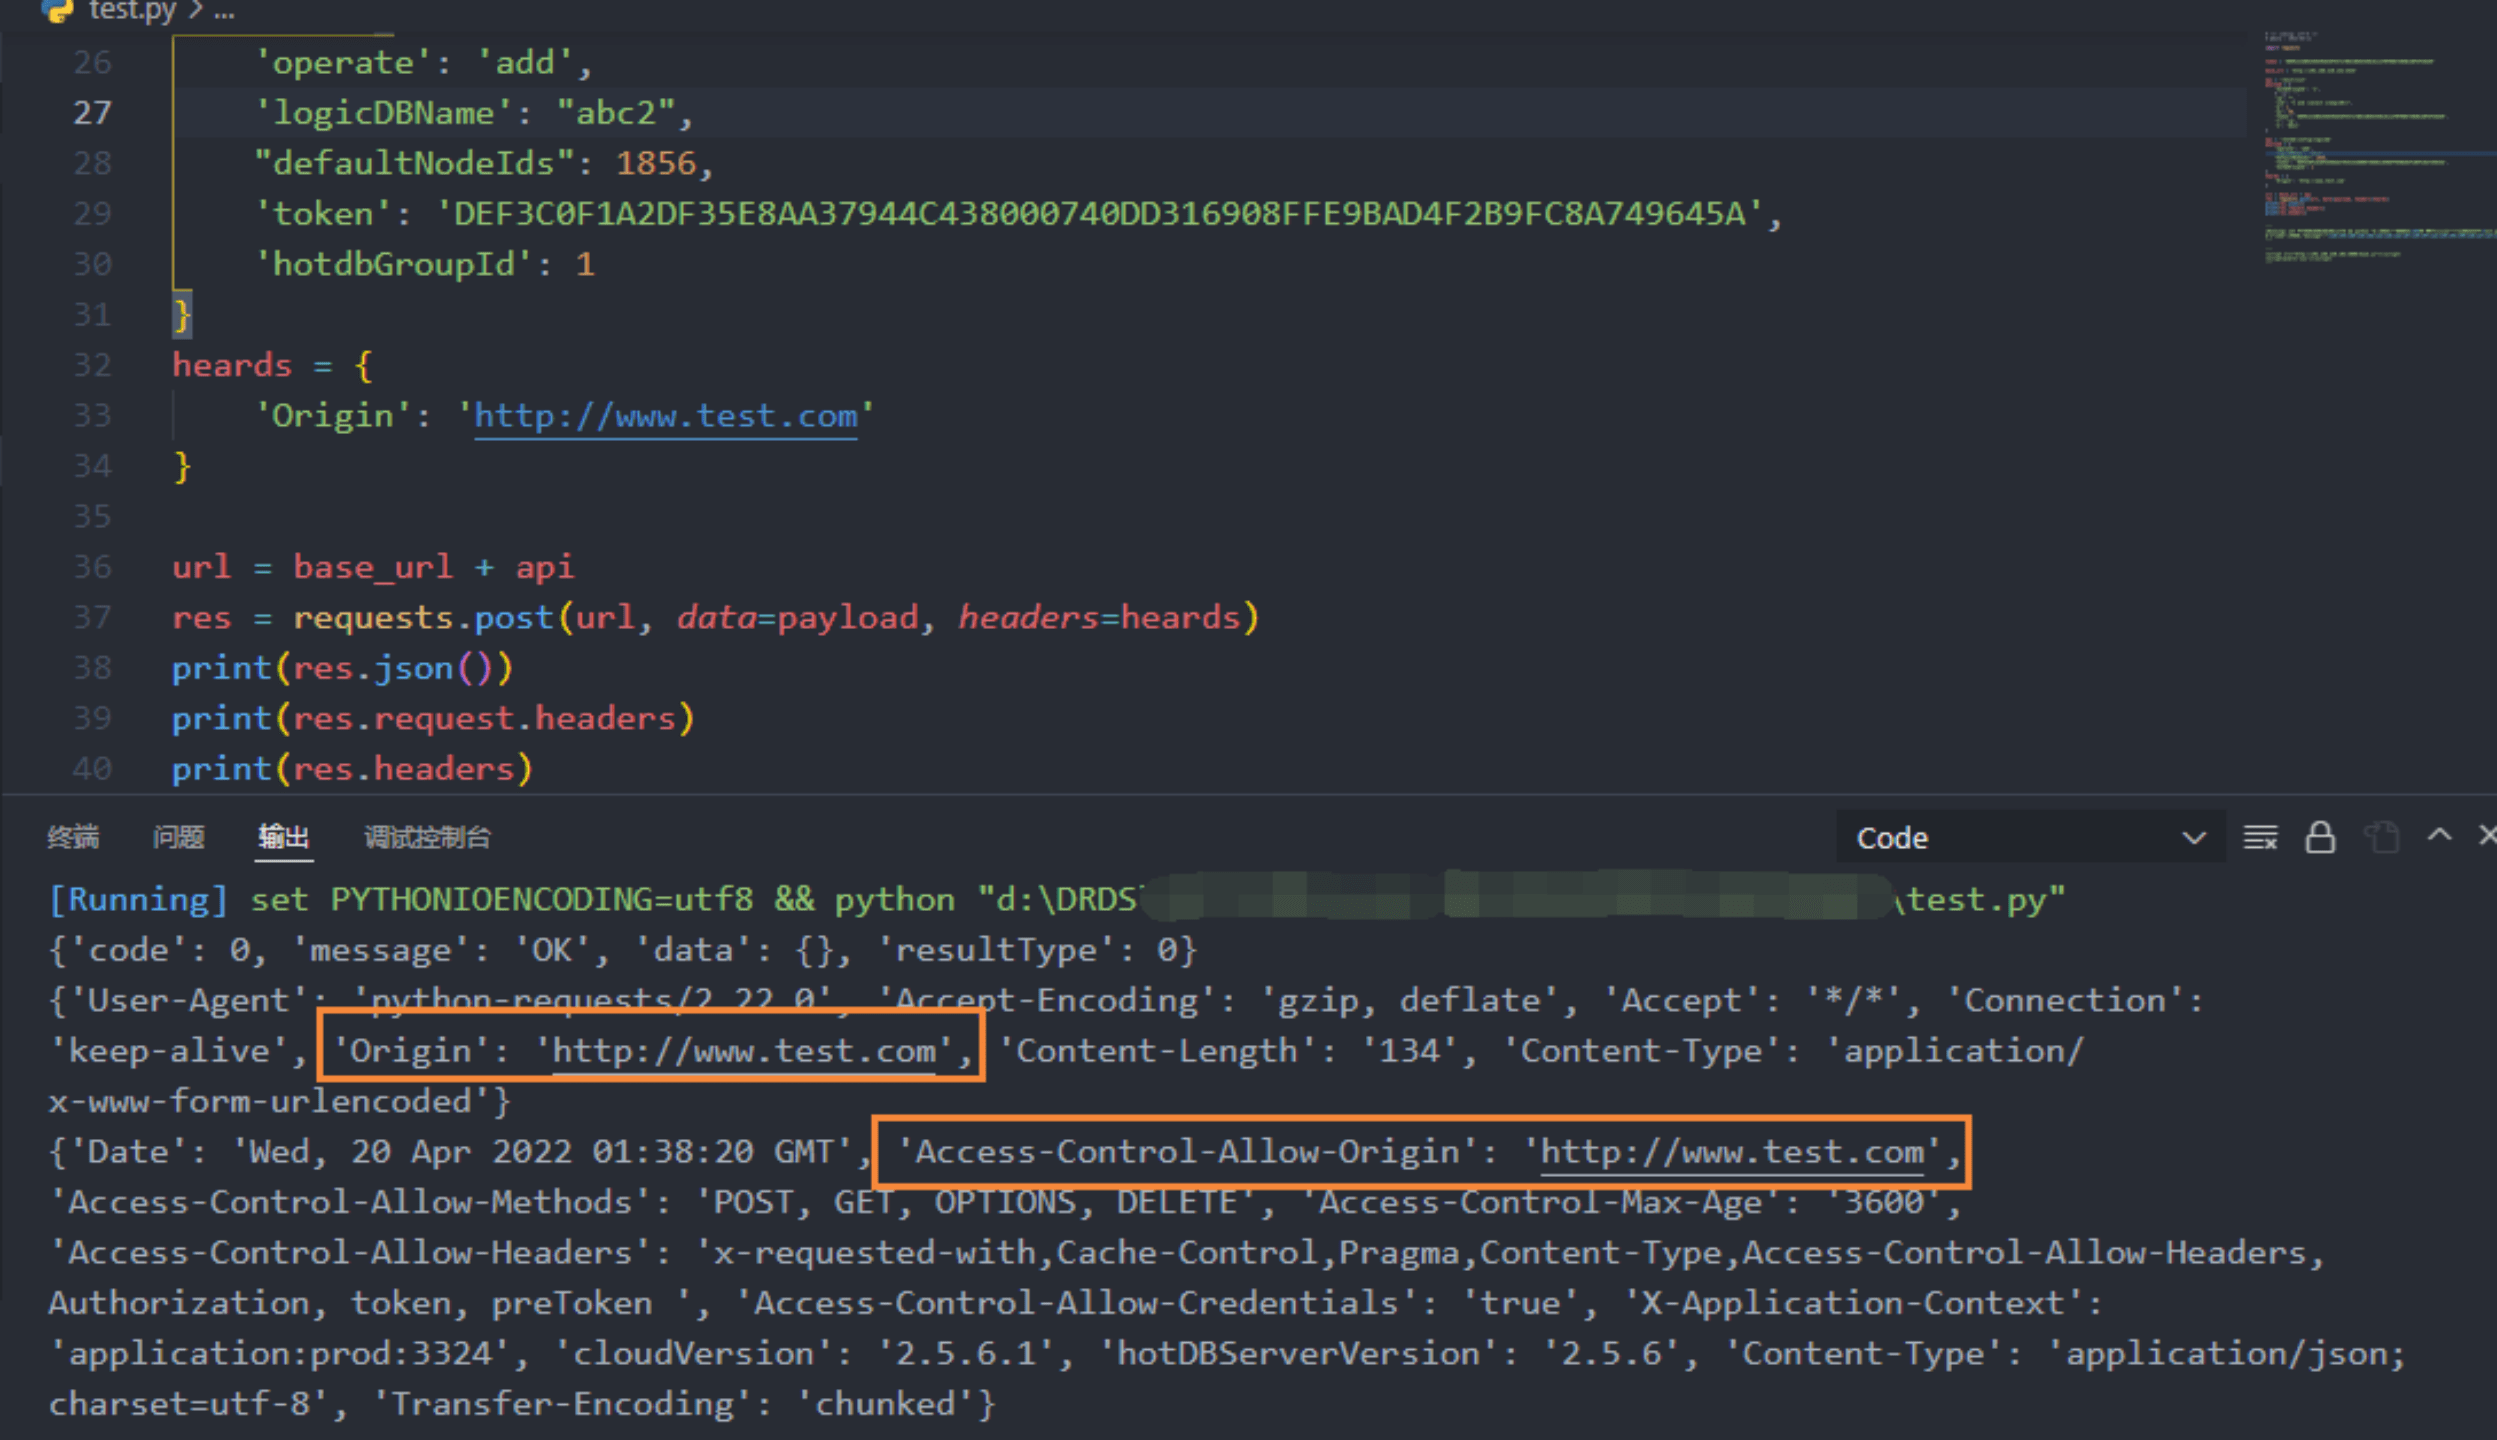 test.py > ...
26 'operate': 'add',
27 'logicDBName': "abc2",
28 "defaultNodeIds": 1856,
29 'token': 'DEF3C0F1A2DF35E8AA37944C438000740DD316908FFE9BAD4F2B9FC8A749645A',
30 'hotdbGroupId': 1
31 }
32 heards = {
33 'Origin': 'http://www.test.com'
34 }
35
36 url = base_url + api
37 res = requests.post(url, data=payload, headers=heards)
38 print(res.json())
39 print(res.request.headers)
40 print(res.headers)
终端 问题 输出 调试控制台 Code
[Running] set PYTHONIOENCODING=utf8 && python "d:\DRDS \test.py"
{'code': 0, 'message': 'OK', 'data': {}, 'resultType': 0}
{'User-Agent': 'python-requests/2.22.0', 'Accept-Encoding': 'gzip, deflate', 'Accept': '*/*', 'Connection':
'keep-alive', 'Origin': 'http://www.test.com', 'Content-Length': '134', 'Content-Type': 'application/
x-www-form-urlencoded'}
{'Date': 'Wed, 20 Apr 2022 01:38:20 GMT', 'Access-Control-Allow-Origin': 'http://www.test.com',
'Access-Control-Allow-Methods': 'POST, GET, OPTIONS, DELETE', 'Access-Control-Max-Age': '3600',
'Access-Control-Allow-Headers': 'x-requested-with,Cache-Control,Pragma,Content-Type,Access-Control-Allow-Headers,
Authorization, token, preToken ', 'Access-Control-Allow-Credentials': 'true', 'X-Application-Context':
'application:prod:3324', 'cloudVersion': '2.5.6.1', 'hotDBServerVersion': '2.5.6', 'Content-Type': 'application/json;
charset=utf-8', 'Transfer-Encoding': 'chunked'}